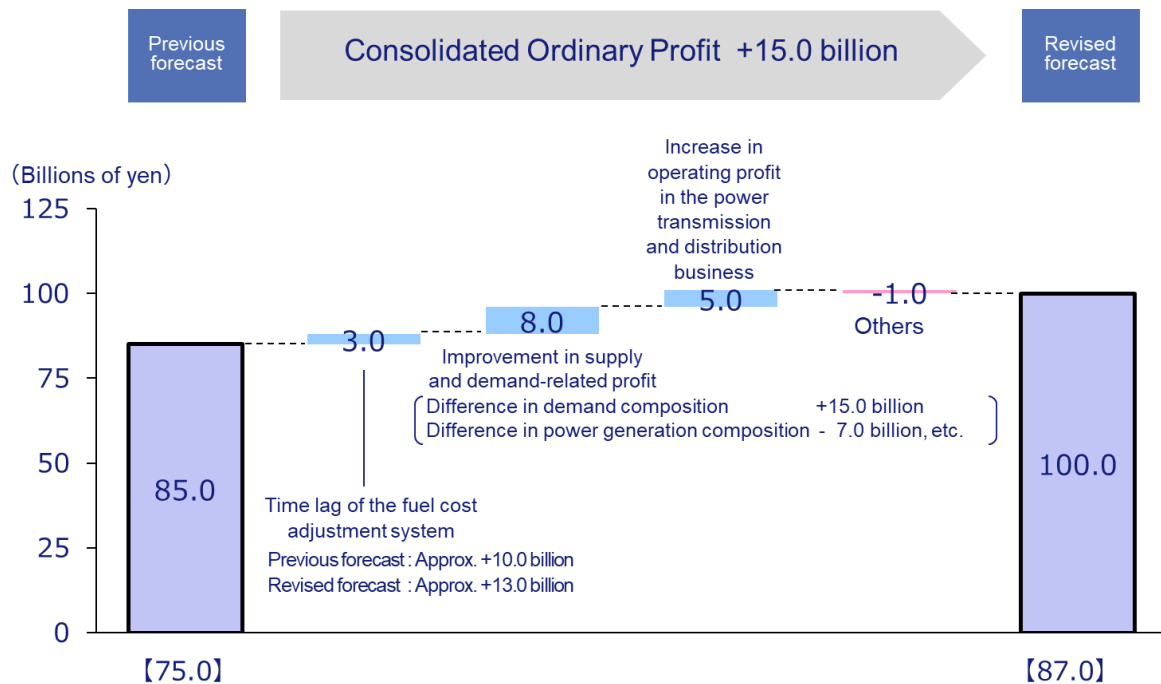 Previous
forecast
Consolidated Ordinary Profit +15.0 billion
Revised
forecast
（Billions of yen）
125
100
75
50
25
0
85.0
3.0
8.0
5.0
-1.0
100.0
Increase in
operating profit
in the power
transmission
and distribution
business
Others
Improvement in supply
and demand-related profit
Difference in demand composition +15.0 billion
Difference in power generation composition - 7.0 billion, etc.
Time lag of the fuel cost
adjustment system
Previous forecast : Approx. +10.0 billion
Revised forecast : Approx. +13.0 billion
【75.0】
【87.0】